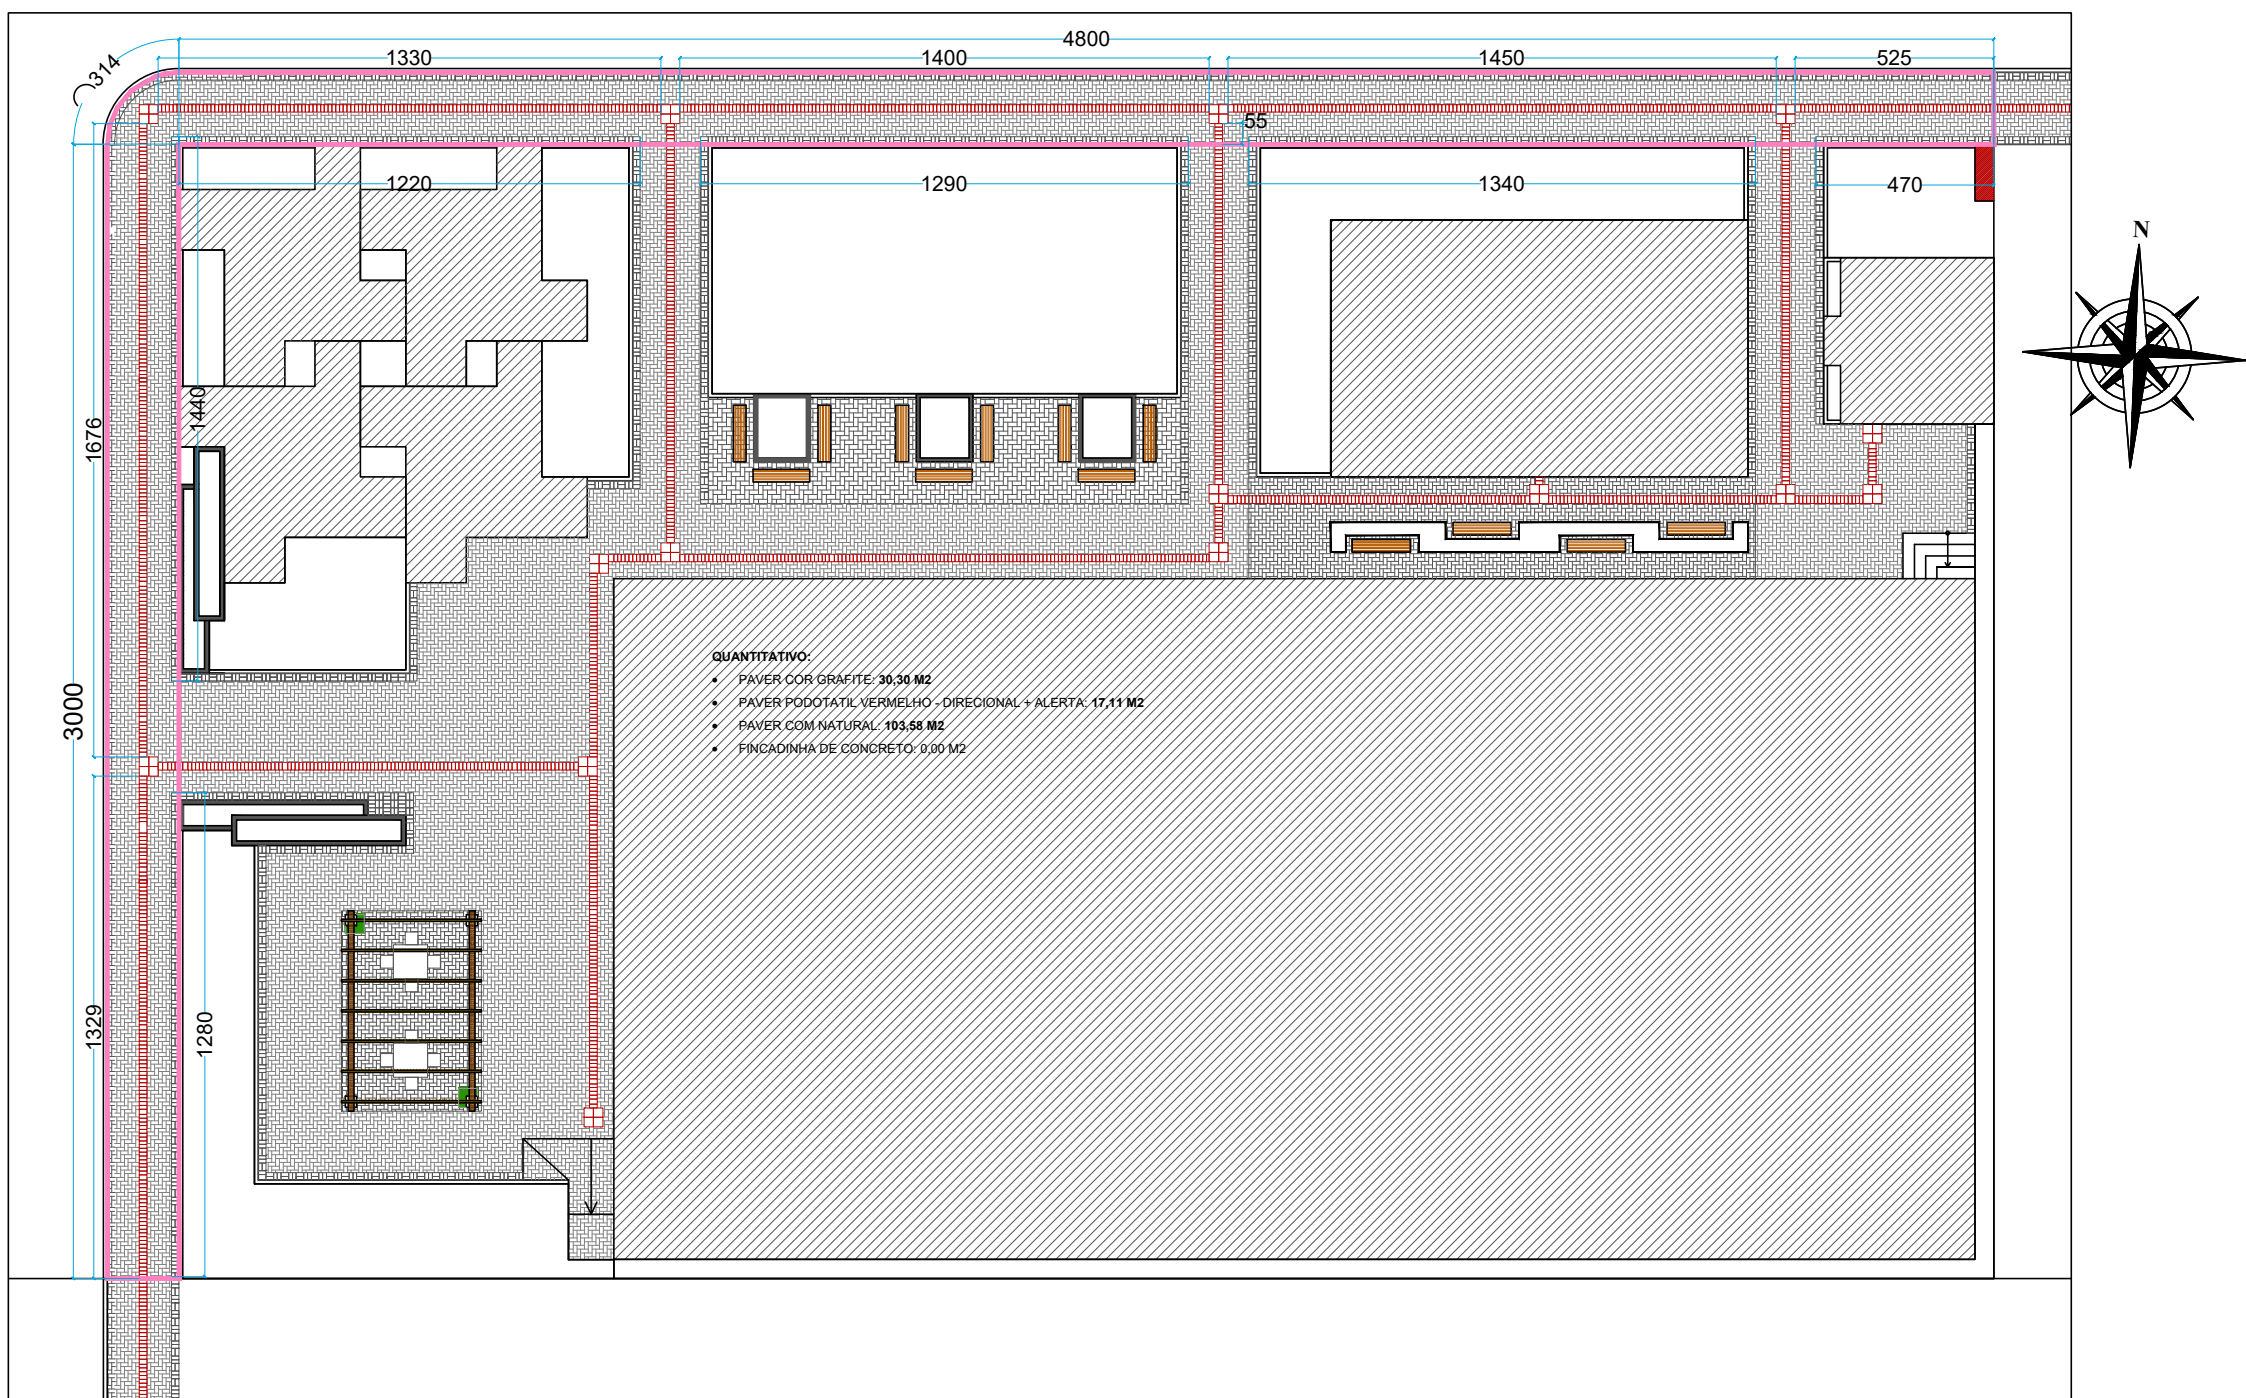 4800
1330
1400
1450
525
314
55
1220
1290
1340
470
N
1440
1676
QUANTITATIVO:
• PAVER COR GRAFITE: 30,30 M2
• PAVER PODOTATIL VERMELHO - DIRECIONAL + ALERTA: 17,11 M2
• PAVER COM NATURAL: 103,58 M2
• FINCADINHA DE CONCRETO: 0,00 M2
3000
1329
1280